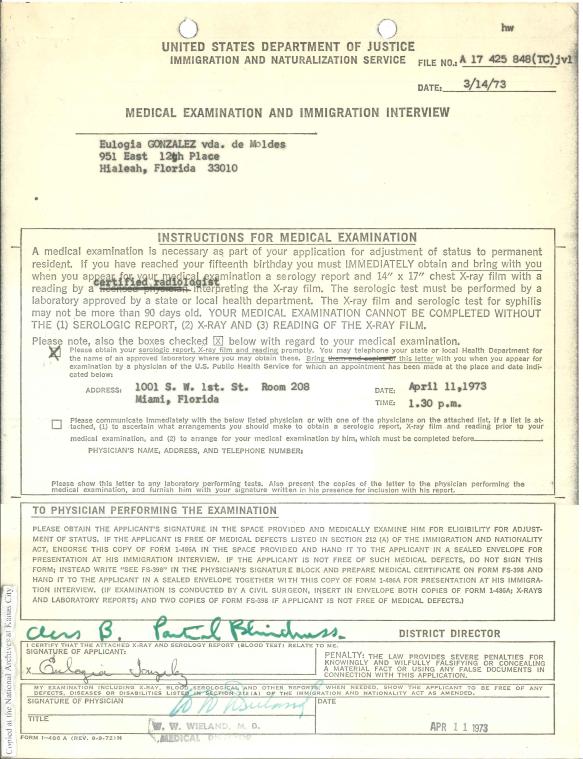 hw
UNITED STATES DEPARTMENT OF JUSTICE
IMMIGRATION AND NATURALIZATION SERVICE
FILE NO.: A 17 425 848(TC)jvl
DATE: 3/14/73
MEDICAL EXAMINATION AND IMMIGRATION INTERVIEW
Eulogia GONZALEZ vda. de Moldes
951 East 12th Place
Hialeah, Florida 33010
INSTRUCTIONS FOR MEDICAL EXAMINATION
A medical examination is necessary as part of your application for adjustment of status to permanent
resident. If you have reached your fifteenth birthday you must IMMEDIATELY obtain and bring with you
when you appear for your medical examination a serology report and 14" x 17" chest X-ray film with a
certified radiologist
reading by a licensed physician interpreting the X-ray film. The serologic test must be performed by a
laboratory approved by a state or local health department. The X-ray film and serologic test for syphilis
may not be more than 90 days old. YOUR MEDICAL EXAMINATION CANNOT BE COMPLETED WITHOUT
THE (1) SEROLOGIC REPORT, (2) X-RAY AND (3) READING OF THE X-RAY FILM.
Please note, also the boxes checked [X] below with regard to your medical examination.
X Please obtain your serologic report, X-ray film and reading promptly. You may telephone your state or local Health Department for
the name of an approved laboratory where you may obtain these. Bring them and copies of this letter with you when you appear for
examination by a physician of the U.S. Public Health Service for which an appointment has been made at the place and date indi-
cated below:
ADDRESS: 1001 S. W. 1st. St. Room 208 DATE: April 11,1973
Miami, Florida TIME: 1.30 p.m.
Please communicate immediately with the below listed physician or with one of the physicians on the attached list. If a list is at-
tached, (1) to ascertain what arrangements you should make to obtain a serologic report, X-ray film and reading prior to your
medical examination, and (2) to arrange for your medical examination by him, which must be completed before
PHYSICIAN'S NAME, ADDRESS, AND TELEPHONE NUMBER:
Please show this letter to any laboratory performing tests. Also present the copies of the letter to the physician performing the
medical examination, and furnish him with your signature written in his presence for inclusion with his report.
TO PHYSICIAN PERFORMING THE EXAMINATION
PLEASE OBTAIN THE APPLICANT'S SIGNATURE IN THE SPACE PROVIDED AND MEDICALLY EXAMINE HIM FOR ELIGIBILITY FOR ADJUST-
MENT OF STATUS. IF THE APPLICANT IS FREE OF MEDICAL DEFECTS LISTED IN SECTION 212 (A) OF THE IMMIGRATION AND NATIONALITY
ACT, ENDORSE THIS COPY OF FORM I-486A IN THE SPACE PROVIDED AND HAND IT TO THE APPLICANT IN A SEALED ENVELOPE FOR
PRESENTATION AT HIS IMMIGRATION INTERVIEW. IF THE APPLICANT IS NOT FREE OF SUCH MEDICAL DEFECTS, DO NOT SIGN THIS
FORM; INSTEAD WRITE "SEE FS-398" IN THE PHYSICIAN'S SIGNATURE BLOCK AND PREPARE MEDICAL CERTIFICATE ON FORM FS-398 AND
HAND IT TO THE APPLICANT IN A SEALED ENVELOPE TOGETHER WITH THIS COPY OF FORM I-486A FOR PRESENTATION AT HIS IMMIGRA-
TION INTERVIEW. (IF EXAMINATION IS CONDUCTED BY A CIVIL SURGEON, INSERT IN ENVELOPE BOTH COPIES OF FORM I-486A; X-RAYS
AND LABORATORY REPORTS; AND TWO COPIES OF FORM FS-398 IF APPLICANT IS NOT FREE OF MEDICAL DEFECTS.)
Class B. Partial Blindness.
DISTRICT DIRECTOR
I CERTIFY THAT THE ATTACHED X-RAY AND SEROLOGY REPORT (BLOOD TEST) RELATE TO ME.
SIGNATURE OF APPLICANT:
x Eulogia
PENALTY: THE LAW PROVIDES SEVERE PENALTIES FOR
KNOWINGLY AND WILFULLY FALSIFYING OR CONCEALING
A MATERIAL FACT OR USING ANY FALSE DOCUMENTS IN
CONNECTION WITH THIS APPLICATION.
MY EXAMINATION INCLUDING X-RAY, BLOOD SEROLOGICAL AND OTHER REPORTS, WHEN NEEDED, SHOW THE APPLICANT TO BE FREE OF ANY
DEFECTS, DISEASES OR DISABILITIES LISTED IN SECTION 212 (A) OF THE IMMIGRATION AND NATIONALITY ACT AS AMENDED.
SIGNATURE OF PHYSICIAN W W Wieland DATE
TITLE W. W. WIELAND, M. D.
MEDICAL DIRECTOR
APR 11 1973
FORM I-486 A (REV. 8-8-72)N
Copied at the National Archives at Kansas City